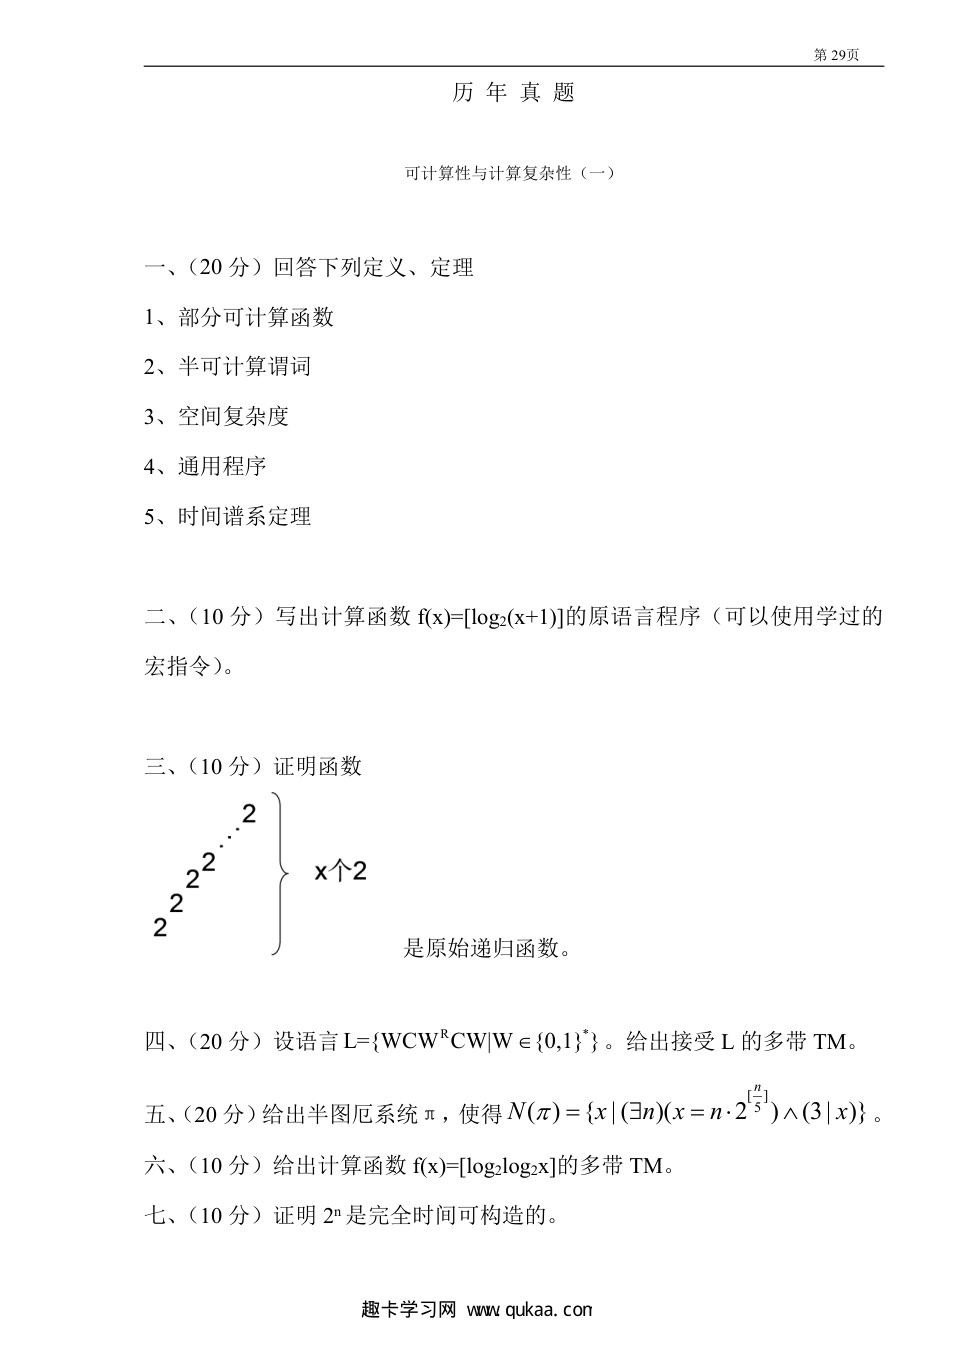 第 29页
历 年 真 题
可计算性与计算复杂性（一）
一、（20 分）回答下列定义、定理
1、部分可计算函数
2、半可计算谓词
3、空间复杂度
4、通用程序
5、时间谱系定理
二、（10 分）写出计算函数 f(x)=[log₂(x+1)]的原语言程序（可以使用学过的
宏指令）。
三、（10 分）证明函数
2 2 2 2 ⋰ 2 } x个2
是原始递归函数。
四、（20 分）设语言 L={WCWᴿCW|W∈{0,1}*}。给出接受 L 的多带 TM。
五、（20 分）给出半图厄系统π，使得 N(π) = {x | (∃n)(x = n·2^[n/5]) ∧ (3 | x)}。
六、（10 分）给出计算函数 f(x)=[log₂log₂x]的多带 TM。
七、（10 分）证明 2ⁿ 是完全时间可构造的。
趣卡学习网 www.qukaa.com